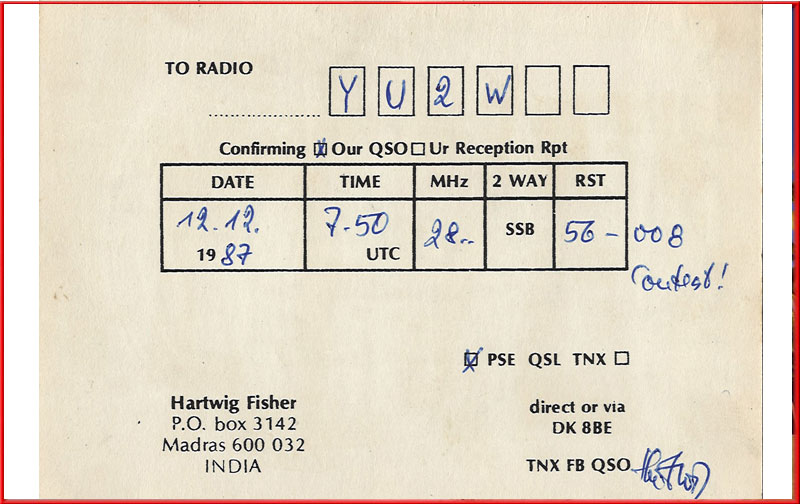 TO RADIO
.................... Y U 2 W
Confirming ☒ Our QSO ☐ Ur Reception Rpt
DATE TIME MHz 2 WAY RST
12.12. 7-50 28.. SSB 56 - 008
19 87 UTC
Contest!
☒ PSE QSL TNX ☐
Hartwig Fisher
P.O. box 3142
Madras 600 032
INDIA
direct or via
DK 8BE
TNX FB QSO